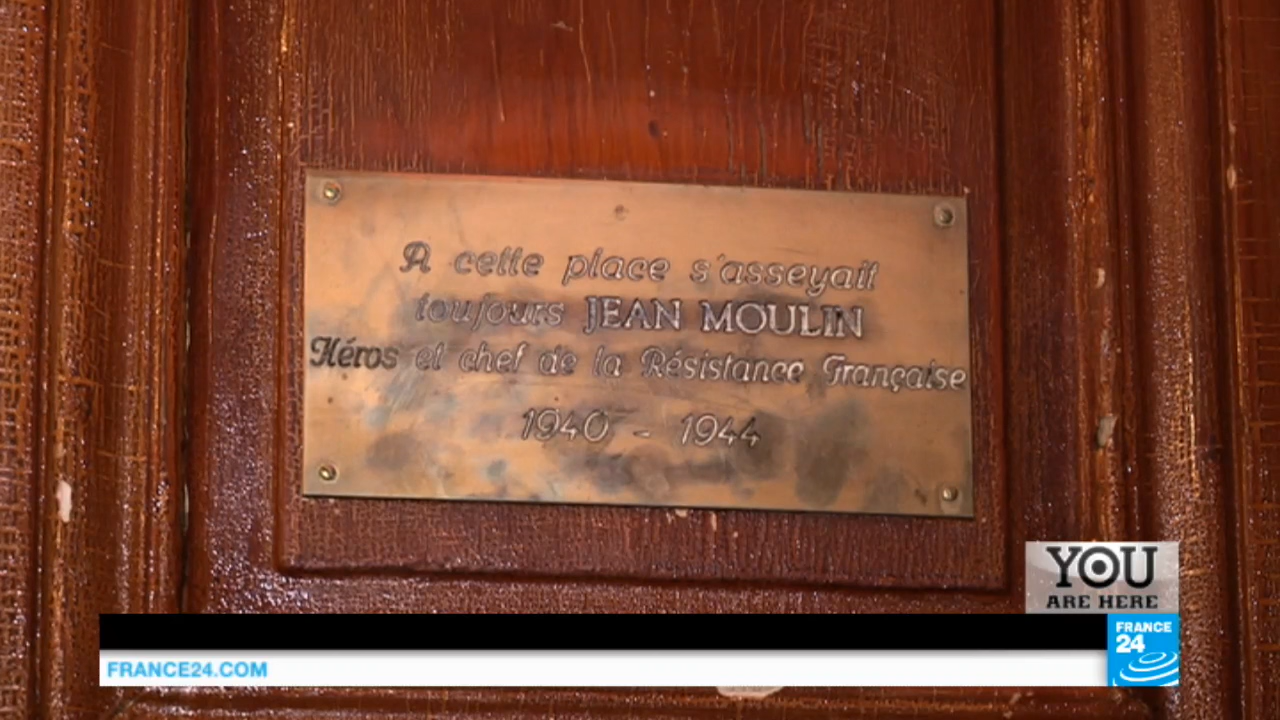 A cette place s'asseyait
toujours JEAN MOULIN
Héros et chef de la Résistance Française
1940 - 1944
YOU
ARE HERE
FRANCE
24
FRANCE24.COM